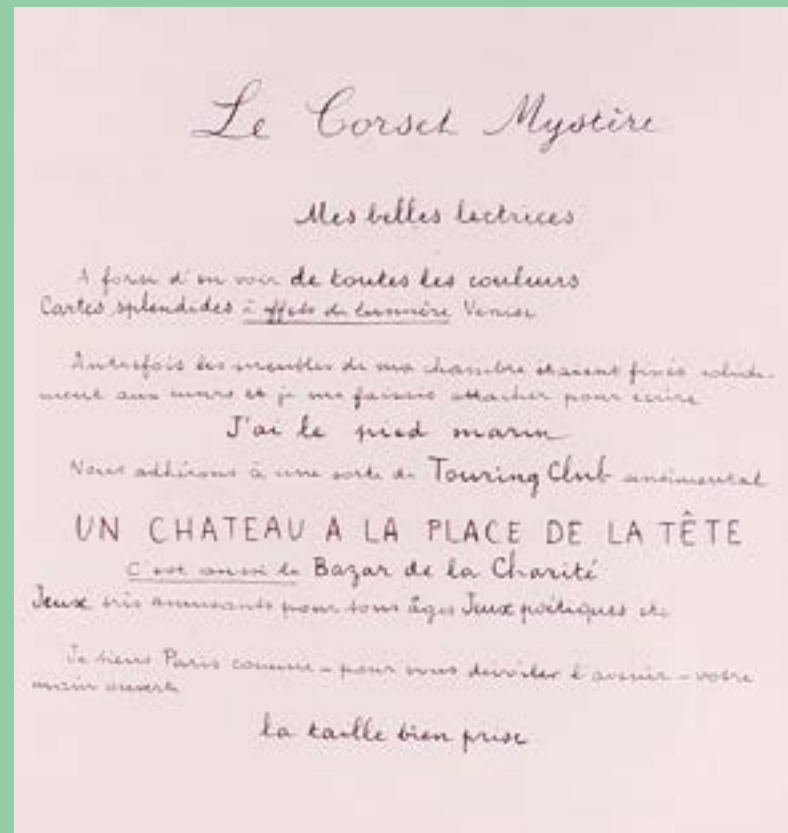 Le Corset Mystère
Mes belles lectrices
A force d'en voir de toutes les couleurs
Cartes splendides à effets de lumière Venise
Autrefois les meubles de ma chambre étaient fixés solide-
ment aux murs et je me faisais attacher pour écrire
J'ai le pied marin
Nous adhérons à une sorte de Touring Club sentimental
UN CHATEAU A LA PLACE DE LA TÊTE
C'est aussi le Bazar de la Charité
Jeux très amusants pour tous âges Jeux poétiques etc
Je tiens Paris comme – pour vous dévoiler l'avenir – votre
main ouverte
la taille bien prise